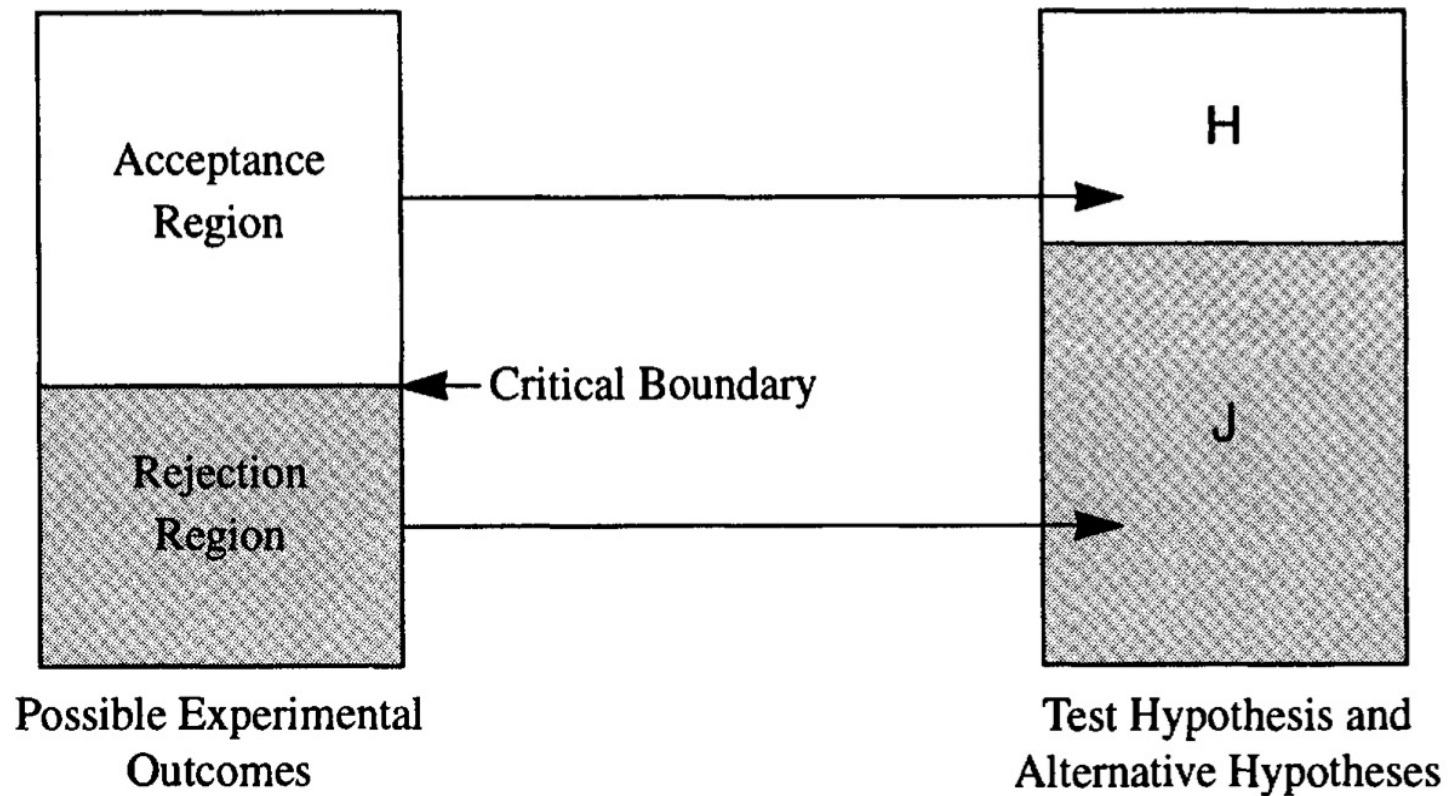 Acceptance
Region
H
Critical Boundary
Rejection
Region
J
Possible Experimental
Outcomes
Test Hypothesis and
Alternative Hypotheses